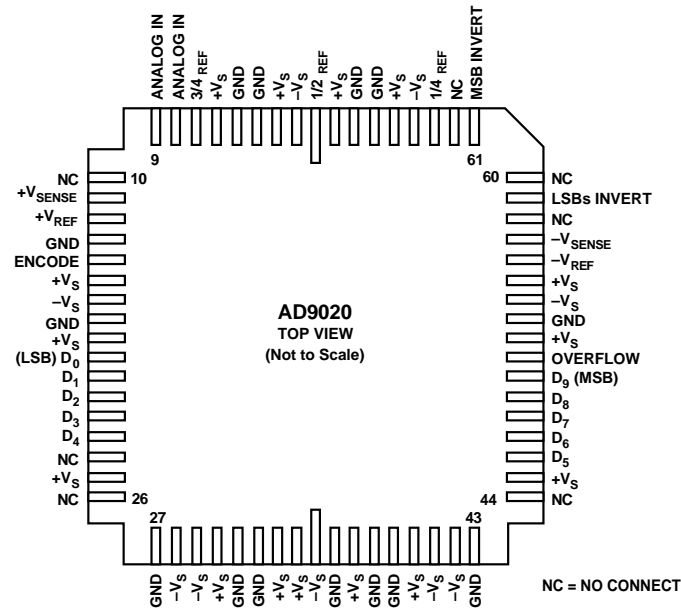 ANALOG IN
ANALOG IN
3/4 REF
+VS
GND
GND
+VS
–VS
1/2 REF
+VS
GND
GND
+VS
–VS
1/4 REF
NC
MSB INVERT
9
61
NC
10
+VSENSE
+VREF
GND
ENCODE
+VS
–VS
GND
+VS
(LSB) D0
D1
D2
D3
D4
NC
+VS
NC
26
AD9020
TOP VIEW
(Not to Scale)
60
NC
LSBs INVERT
NC
–VSENSE
–VREF
+VS
–VS
GND
+VS
OVERFLOW
D9 (MSB)
D8
D7
D6
D5
+VS
44
NC
27
43
GND
–VS
–VS
+VS
GND
GND
+VS
+VS
–VS
GND
+VS
GND
GND
+VS
–VS
–VS
GND
NC = NO CONNECT